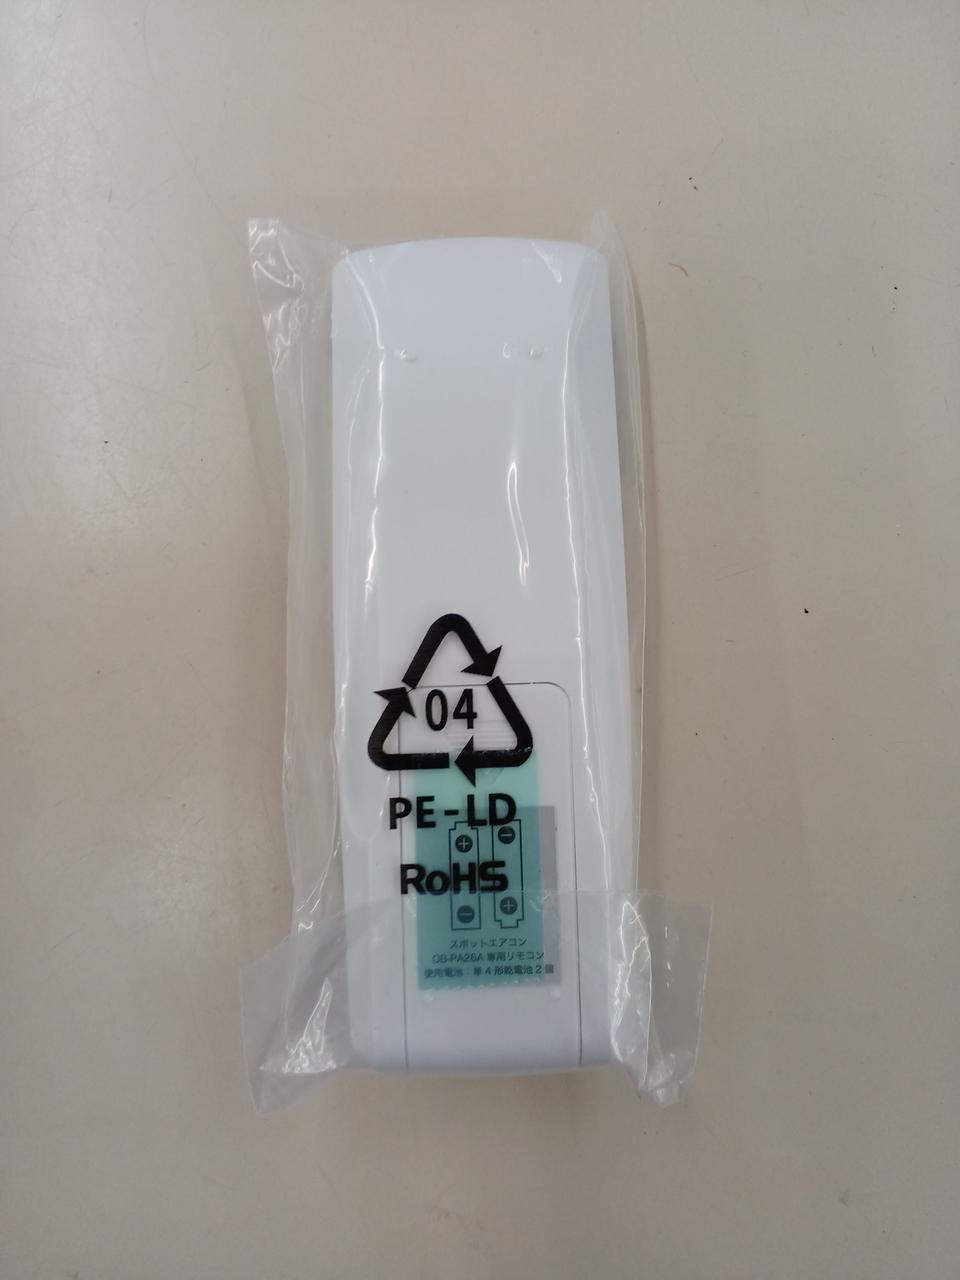 04
PE-LD
RoHS
スポットエアコン
OB-PA26A 専用リモコン
使用電池：単4形乾電池2個